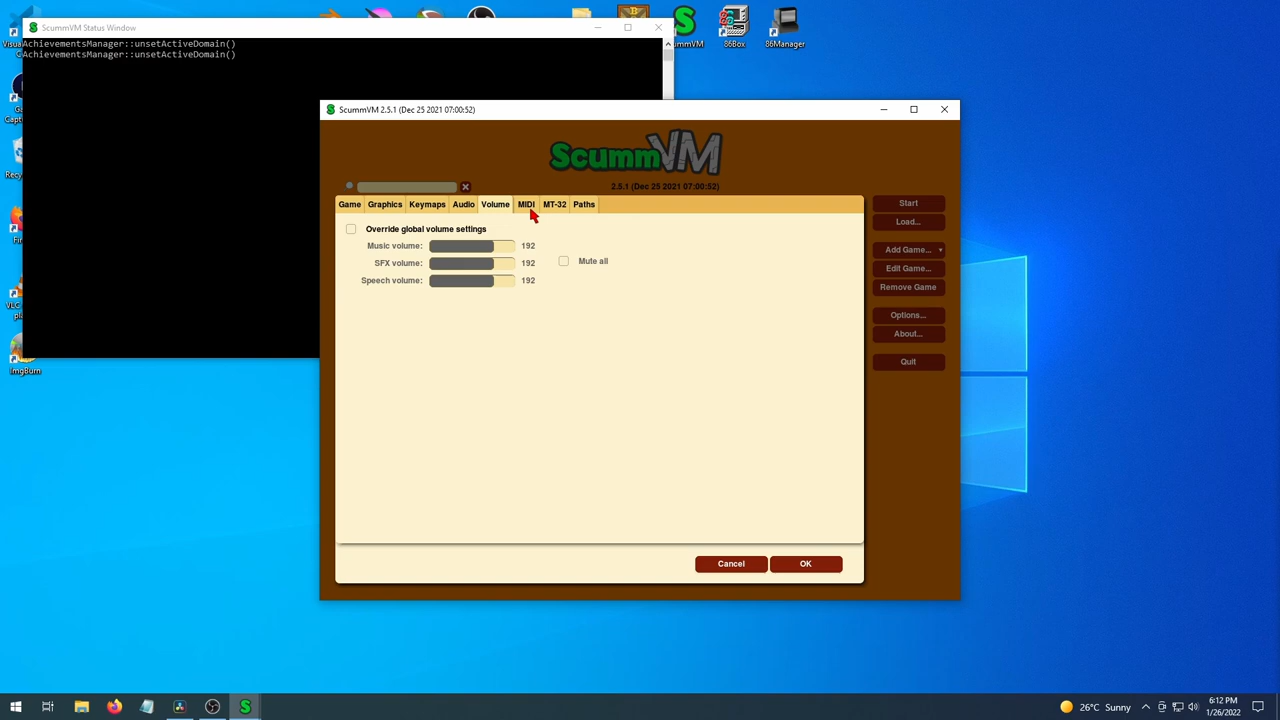 ScummVM Status Window
AchievementsManager::unsetActiveDomain()
AchievementsManager::unsetActiveDomain()
86Box
86Manager
ScummVM 2.5.1 (Dec 25 2021 07:00:52)
ScummVM
2.5.1 (Dec 25 2021 07:00:52)
Game Graphics Keymaps Audio Volume MIDI MT-32 Paths
Override global volume settings
Music volume: 192
SFX volume: 192
Mute all
Speech volume: 192
Cancel OK
Start
Load...
Add Game...
Edit Game...
Remove Game
Options...
About...
Quit
ImgBurn
26°C Sunny
6:12 PM
1/26/2022